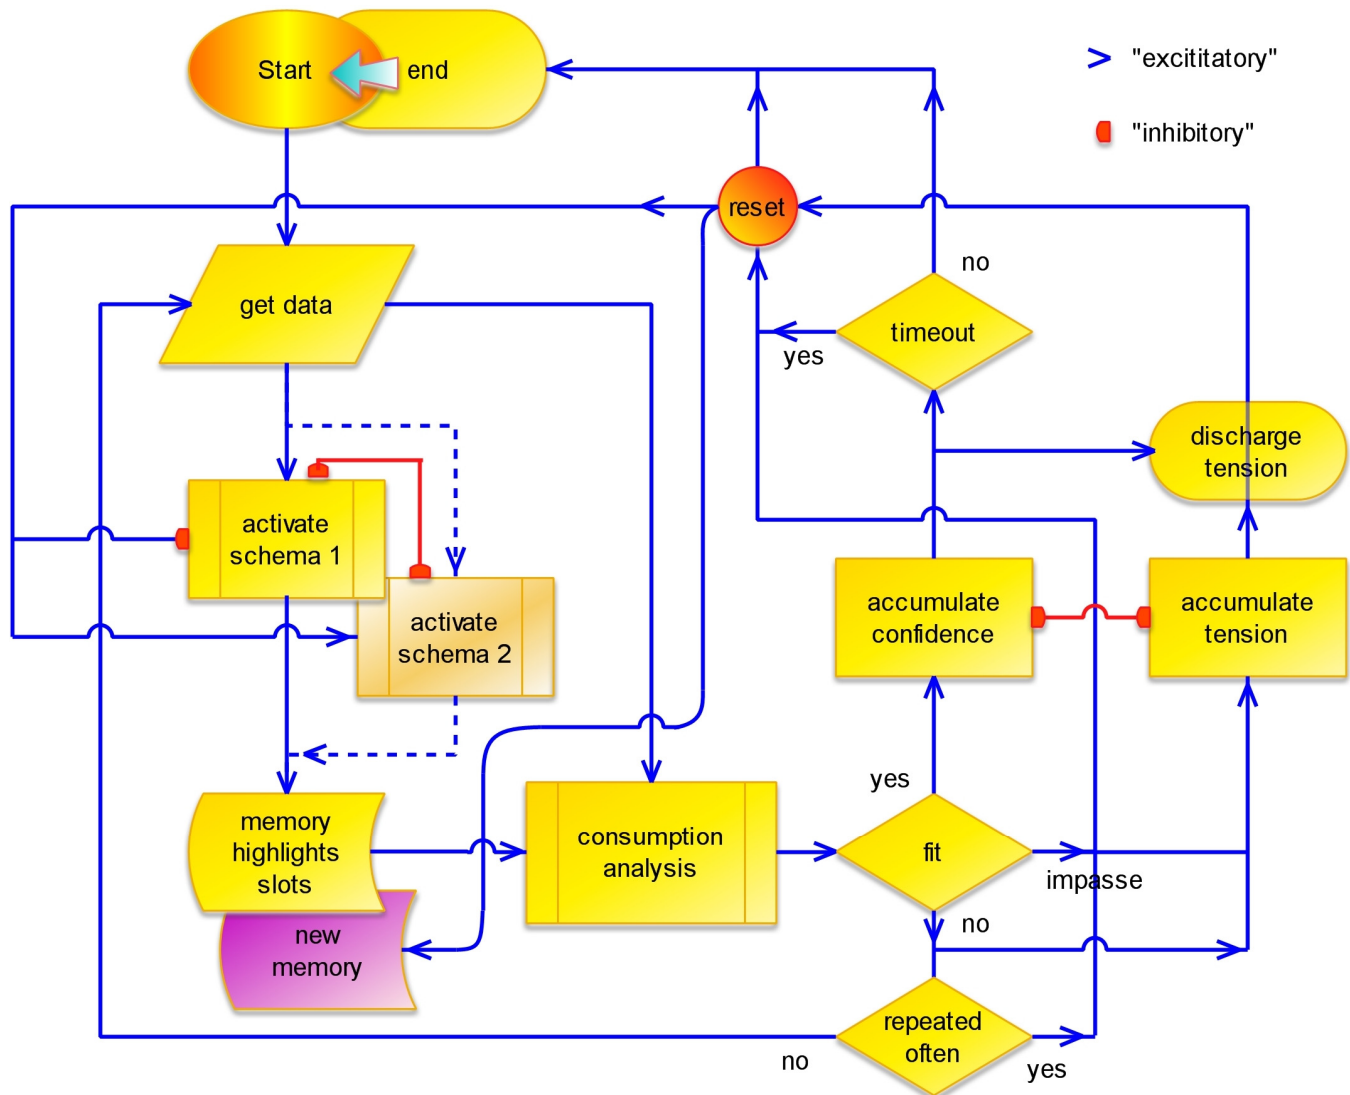 Start
end
"excititatory"
"inhibitory"
reset
no
get data
timeout
yes
discharge
tension
activate
schema 1
activate
schema 2
accumulate
confidence
accumulate
tension
yes
memory
highlights
slots
consumption
analysis
fit
impasse
no
new
memory
repeated
often
no
yes